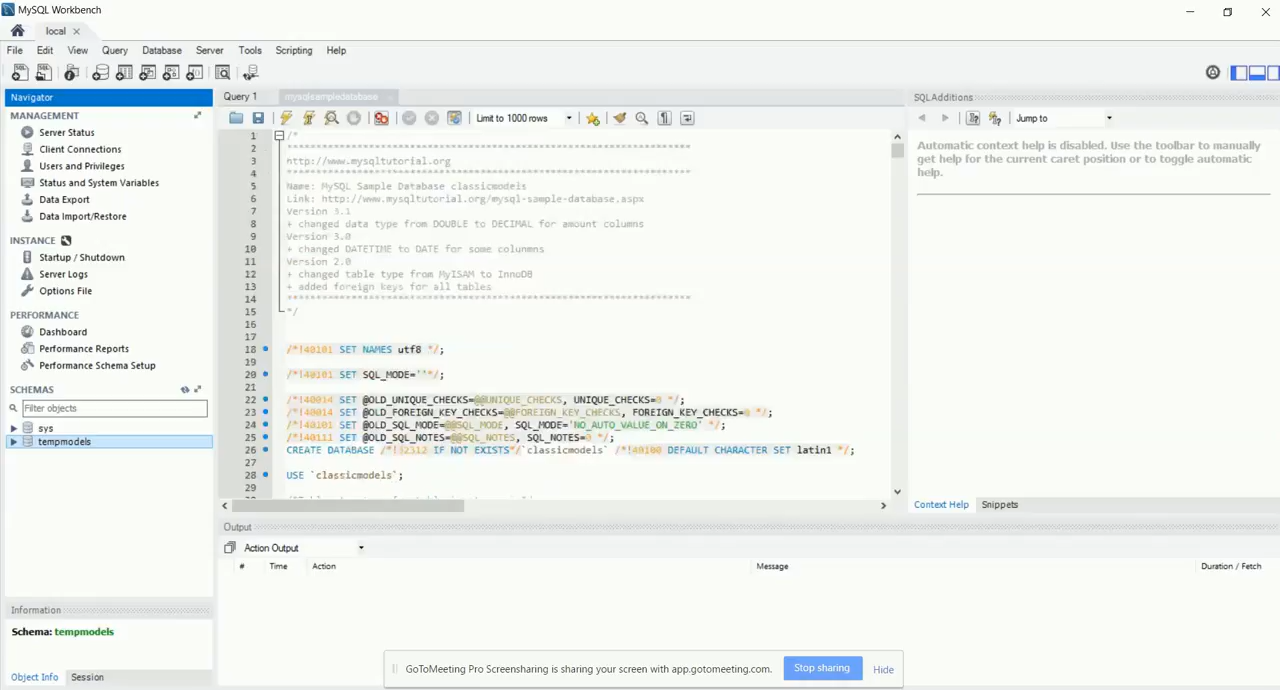 MySQL Workbench
local
File Edit View Query Database Server Tools Scripting Help
Navigator
MANAGEMENT
Server Status
Client Connections
Users and Privileges
Status and System Variables
Data Export
Data Import/Restore
INSTANCE
Startup / Shutdown
Server Logs
Options File
PERFORMANCE
Dashboard
Performance Reports
Performance Schema Setup
SCHEMAS
Filter objects
sys
tempmodels
Information
Schema: tempmodels
Object Info Session
Query 1 mysqlsampledatabase
Limit to 1000 rows
1 /*
2 *********************************************************************
3 http://www.mysqltutorial.org
4 *********************************************************************
5 Name: MySQL Sample Database classicmodels
6 Link: http://www.mysqltutorial.org/mysql-sample-database.aspx
7 Version 3.1
8 + changed data type from DOUBLE to DECIMAL for amount columns
9 Version 3.0
10 + changed DATETIME to DATE for some colunmns
11 Version 2.0
12 + changed table type from MyISAM to InnoDB
13 + added foreign keys for all tables
14 *********************************************************************
15 */
16
17
18 /*!40101 SET NAMES utf8 */;
19
20 /*!40101 SET SQL_MODE=''*/;
21
22 /*!40014 SET @OLD_UNIQUE_CHECKS=@@UNIQUE_CHECKS, UNIQUE_CHECKS=0 */;
23 /*!40014 SET @OLD_FOREIGN_KEY_CHECKS=@@FOREIGN_KEY_CHECKS, FOREIGN_KEY_CHECKS=0 */;
24 /*!40101 SET @OLD_SQL_MODE=@@SQL_MODE, SQL_MODE='NO_AUTO_VALUE_ON_ZERO' */;
25 /*!40111 SET @OLD_SQL_NOTES=@@SQL_NOTES, SQL_NOTES=0 */;
26 CREATE DATABASE /*!32312 IF NOT EXISTS*/`classicmodels` /*!40100 DEFAULT CHARACTER SET latin1 */;
27
28 USE `classicmodels`;
29
SQLAdditions
Jump to
Automatic context help is disabled. Use the toolbar to manually
get help for the current caret position or to toggle automatic
help.
Context Help Snippets
Output
Action Output
# Time Action Message Duration / Fetch
GoToMeeting Pro Screensharing is sharing your screen with app.gotomeeting.com. Stop sharing Hide